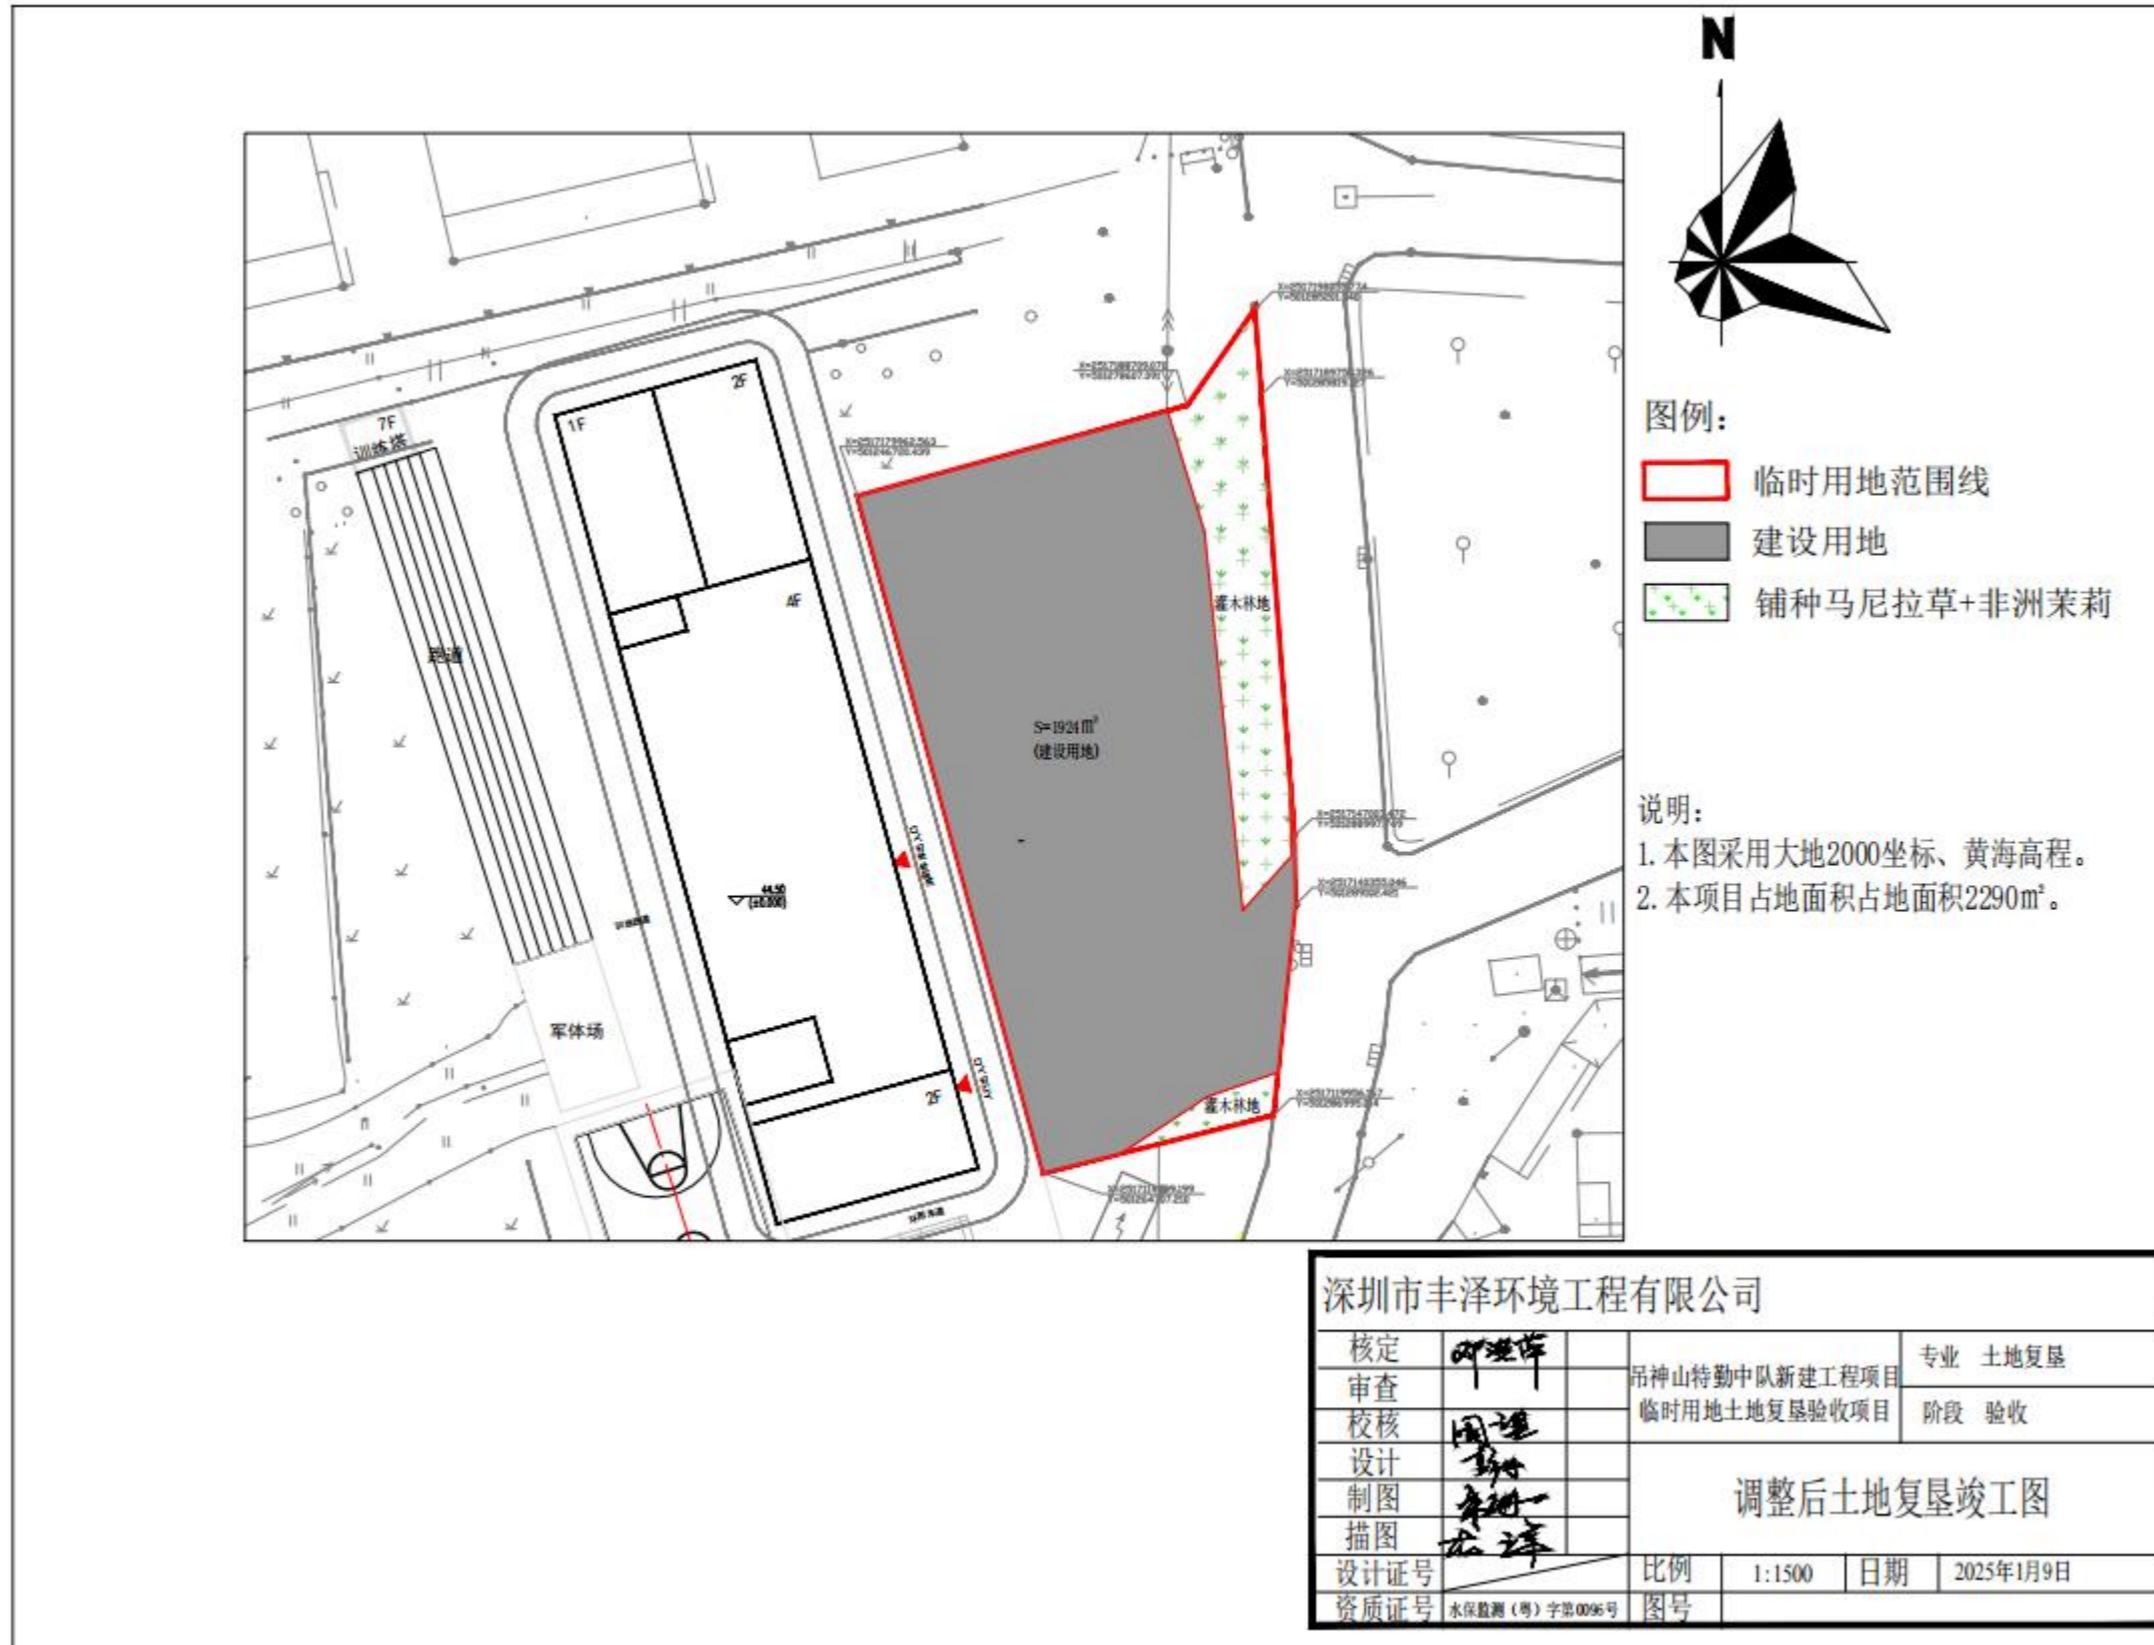 N
7F
训练塔
1F
2F
4F
跑道
军体场
2F
44.50
(±0.000)
X=2517179962.563
Y=501246702.439
灌木林地
S=1924㎡
(建设用地)
灌木林地
图例：
临时用地范围线
建设用地
铺种马尼拉草+非洲茉莉
说明：
1.本图采用大地2000坐标、黄海高程。
2.本项目占地面积占地面积2290㎡。
深圳市丰泽环境工程有限公司
核定
审查
校核
设计
制图
描图
设计证号
资质证号 水保监测（粤）字第0096号
吊神山特勤中队新建工程项目
临时用地土地复垦验收项目
专业 土地复垦
阶段 验收
调整后土地复垦竣工图
比例 1:1500 日期 2025年1月9日
图号